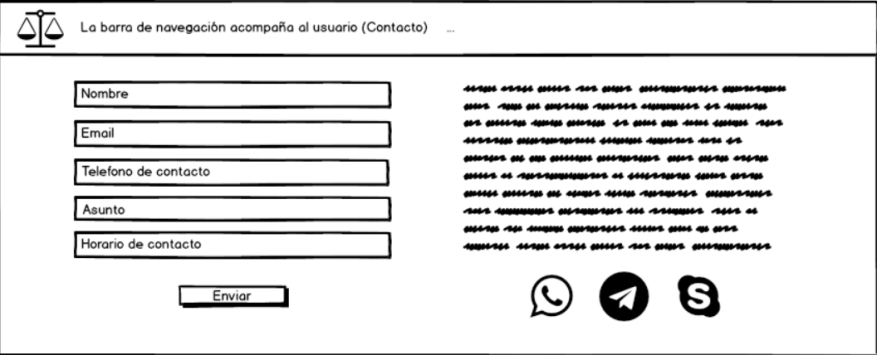 La barra de navegación acompaña al usuario (Contacto) ...
Nombre
Email
Telefono de contacto
Asunto
Horario de contacto
Enviar